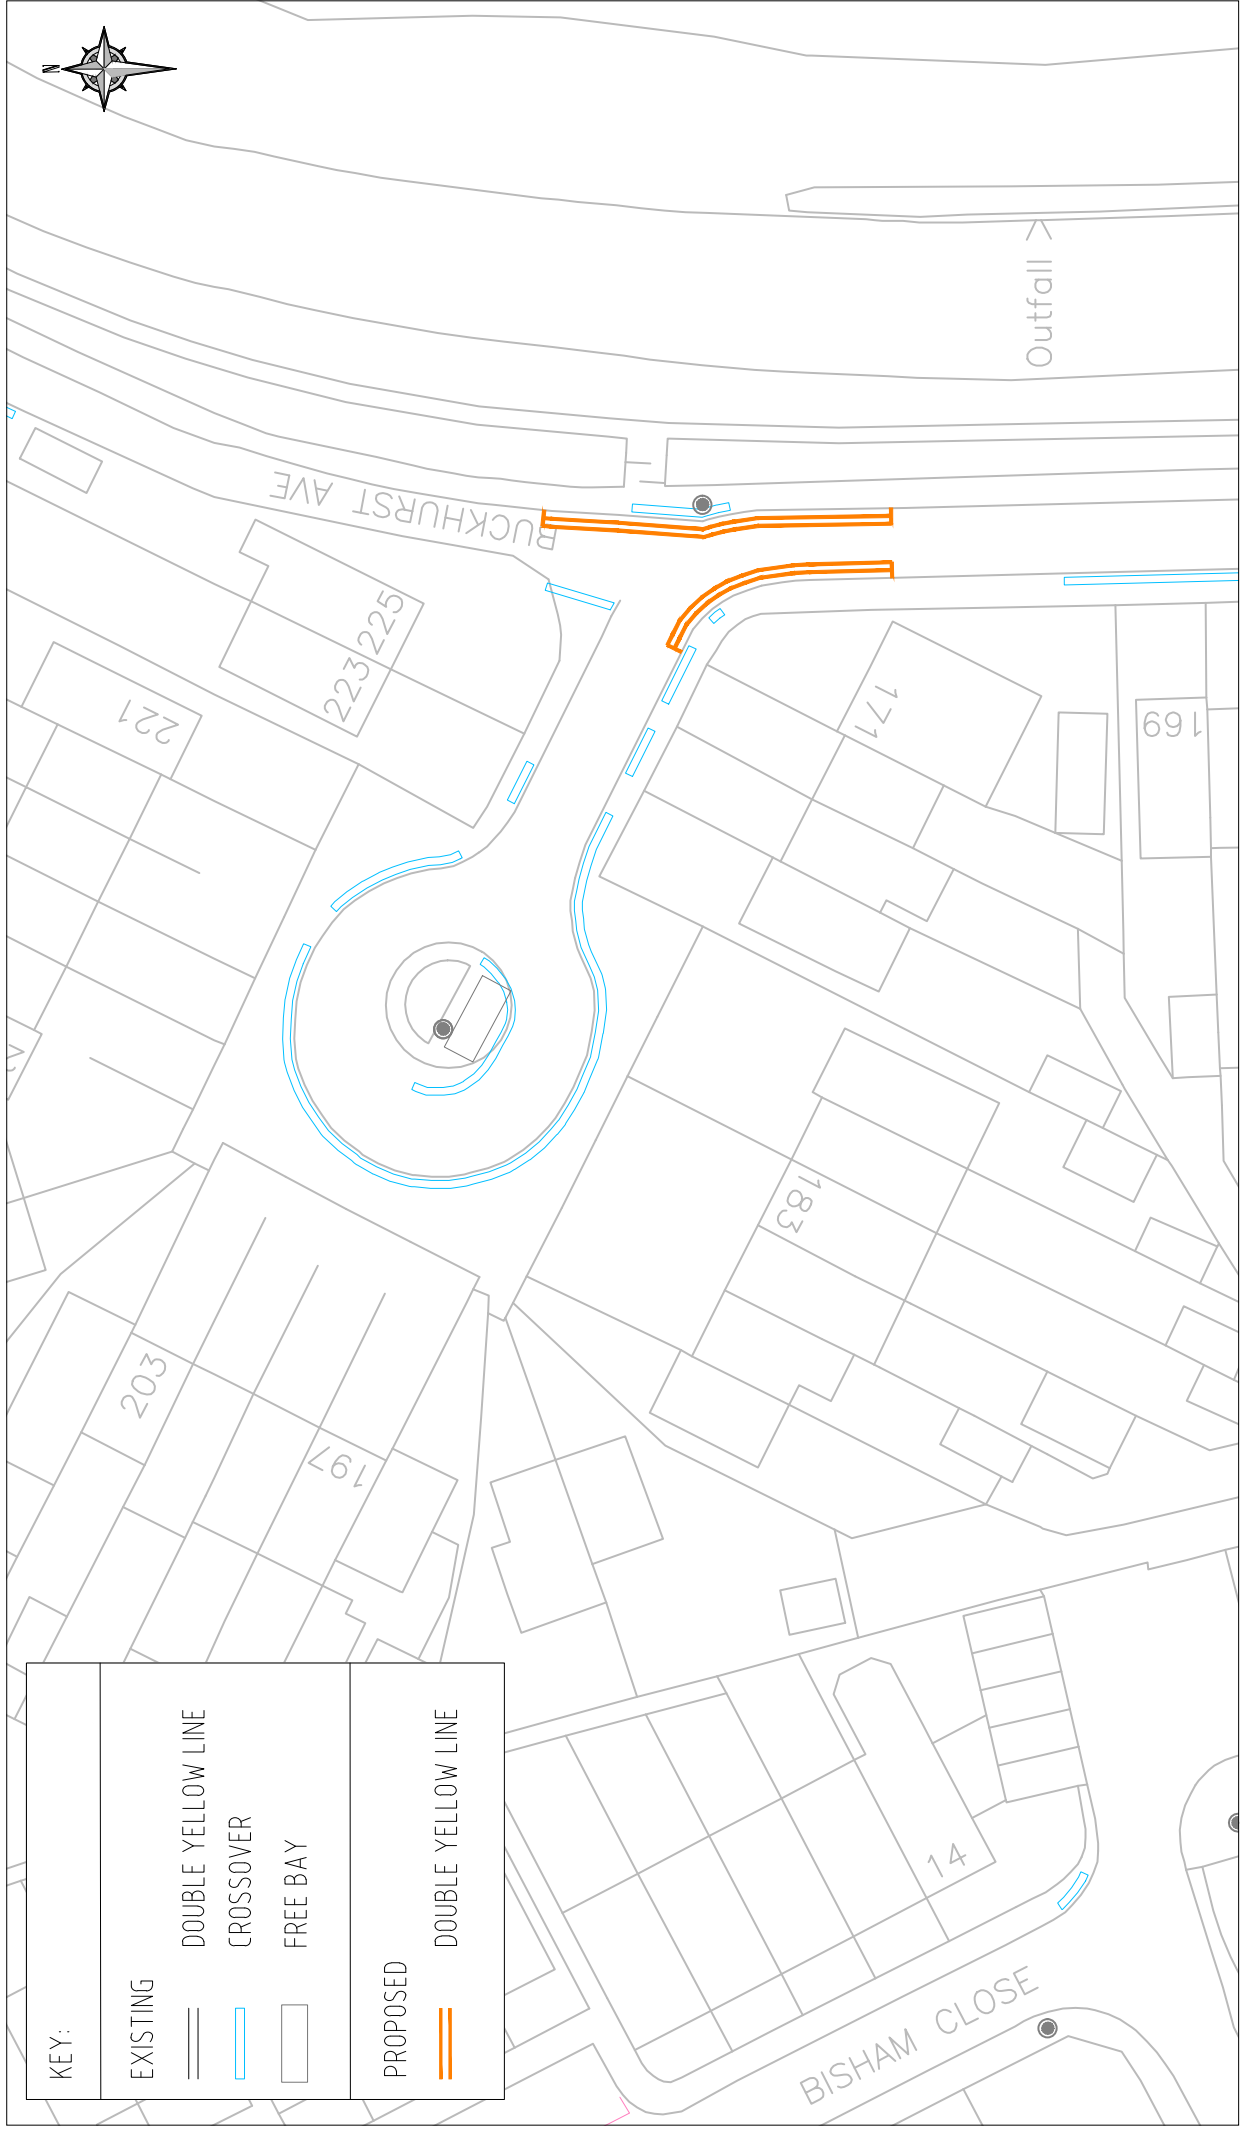 N
Outfall >
BUCKHURST AVE
225
223
221
171
169
183
203
197
14
BISHAM CLOSE
KEY:
EXISTING
DOUBLE YELLOW LINE
CROSSOVER
FREE BAY
PROPOSED
DOUBLE YELLOW LINE